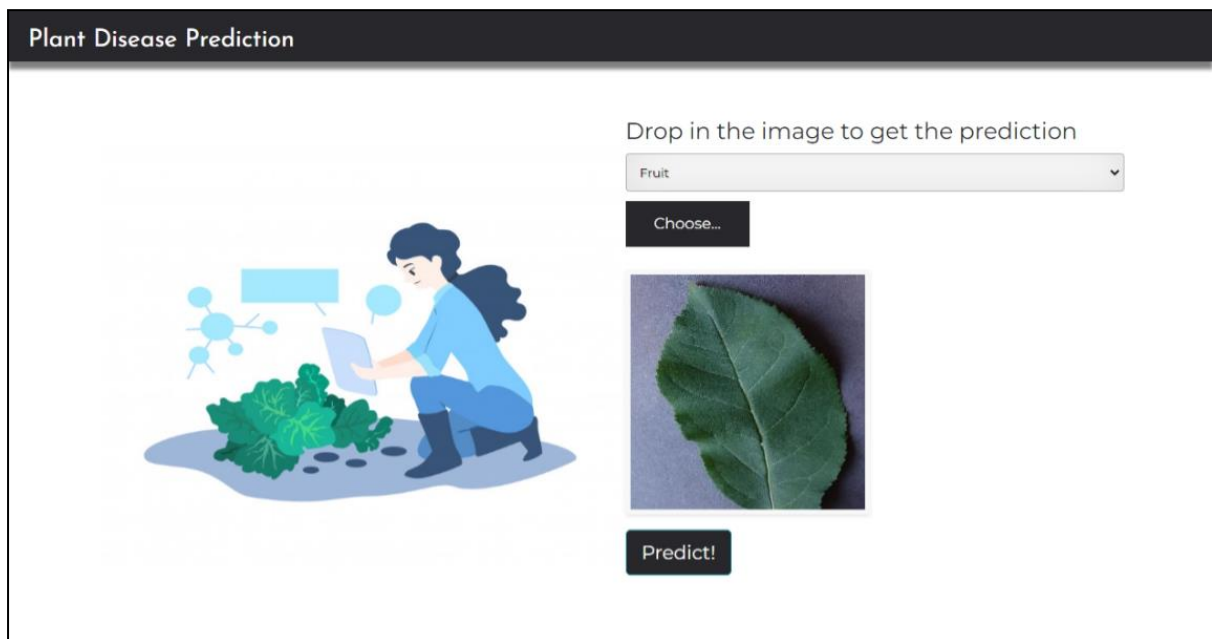 Plant Disease Prediction
Drop in the image to get the prediction
Fruit
Choose...
Predict!